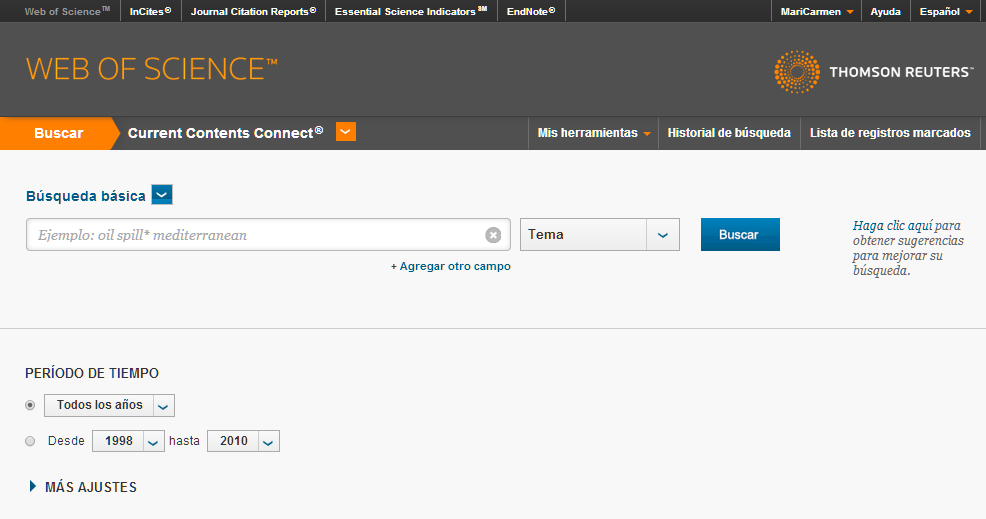 Web of Science™ InCites® Journal Citation Reports® Essential Science Indicators℠ EndNote® MariCarmen Ayuda Español
WEB OF SCIENCE™ THOMSON REUTERS™
Buscar Current Contents Connect® Mis herramientas Historial de búsqueda Lista de registros marcados
Búsqueda básica
Ejemplo: oil spill* mediterranean Tema Buscar
Haga clic aquí para
obtener sugerencias
para mejorar su
búsqueda.
+ Agregar otro campo
PERÍODO DE TIEMPO
Todos los años
Desde 1998 hasta 2010
MÁS AJUSTES